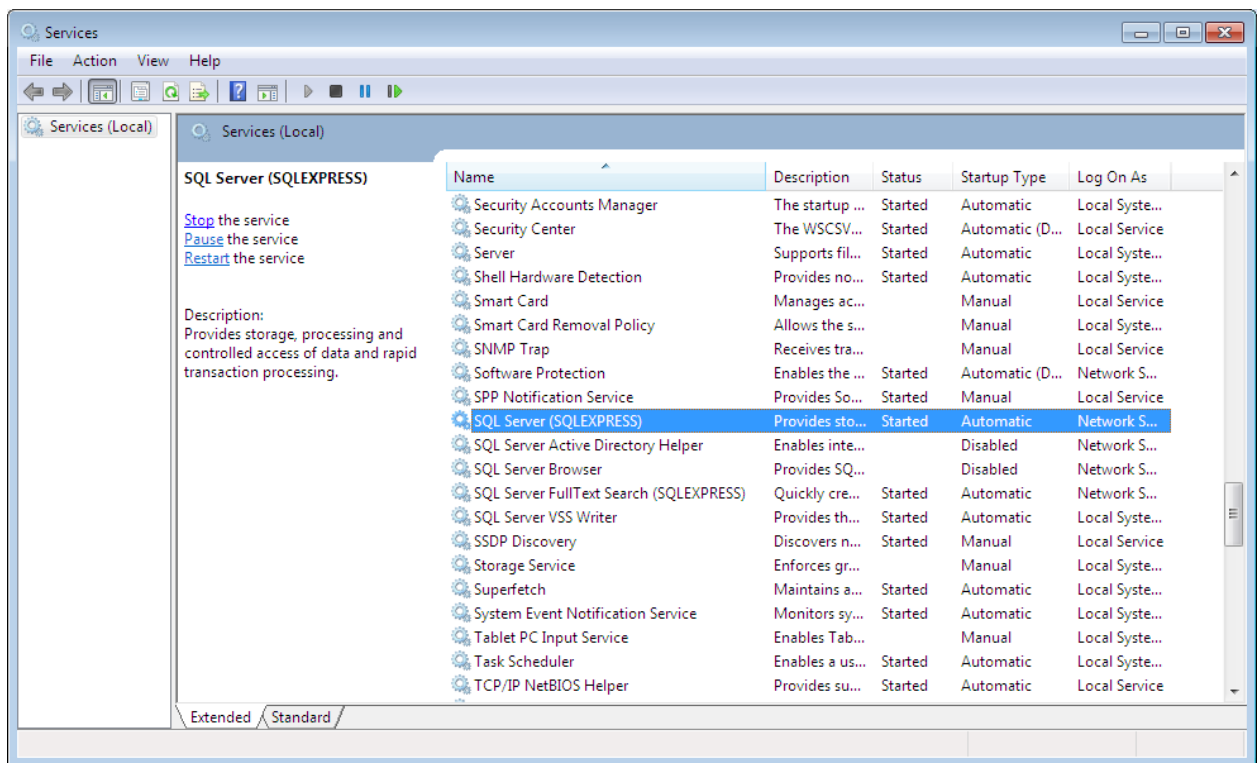 Services
File Action View Help
Services (Local)
Services (Local)
SQL Server (SQLEXPRESS)
Stop the service
Pause the service
Restart the service
Description:
Provides storage, processing and
controlled access of data and rapid
transaction processing.
Name Description Status Startup Type Log On As
Security Accounts Manager The startup ... Started Automatic Local Syste...
Security Center The WSCSV... Started Automatic (D... Local Service
Server Supports fil... Started Automatic Local Syste...
Shell Hardware Detection Provides no... Started Automatic Local Syste...
Smart Card Manages ac... Manual Local Service
Smart Card Removal Policy Allows the s... Manual Local Syste...
SNMP Trap Receives tra... Manual Local Service
Software Protection Enables the ... Started Automatic (D... Network S...
SPP Notification Service Provides So... Started Manual Local Service
SQL Server (SQLEXPRESS) Provides sto... Started Automatic Network S...
SQL Server Active Directory Helper Enables inte... Disabled Network S...
SQL Server Browser Provides SQ... Disabled Network S...
SQL Server FullText Search (SQLEXPRESS) Quickly cre... Started Automatic Network S...
SQL Server VSS Writer Provides th... Started Automatic Local Syste...
SSDP Discovery Discovers n... Started Manual Local Service
Storage Service Enforces gr... Manual Local Syste...
Superfetch Maintains a... Started Automatic Local Syste...
System Event Notification Service Monitors sy... Started Automatic Local Syste...
Tablet PC Input Service Enables Tab... Manual Local Syste...
Task Scheduler Enables a us... Started Automatic Local Syste...
TCP/IP NetBIOS Helper Provides su... Started Automatic Local Service
Extended Standard